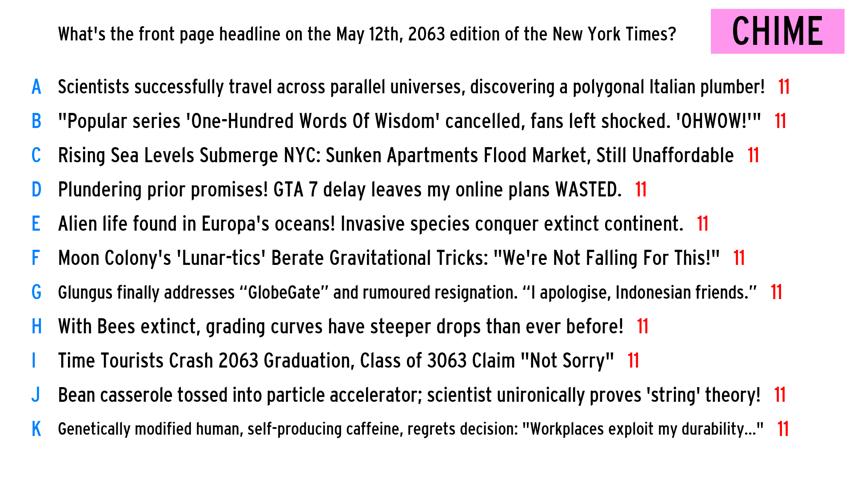 What's the front page headline on the May 12th, 2063 edition of the New York Times?
CHIME
A Scientists successfully travel across parallel universes, discovering a polygonal Italian plumber! 11
B "Popular series 'One-Hundred Words Of Wisdom' cancelled, fans left shocked. 'OHWOW!'" 11
C Rising Sea Levels Submerge NYC: Sunken Apartments Flood Market, Still Unaffordable 11
D Plundering prior promises! GTA 7 delay leaves my online plans WASTED. 11
E Alien life found in Europa's oceans! Invasive species conquer extinct continent. 11
F Moon Colony's 'Lunar-tics' Berate Gravitational Tricks: "We're Not Falling For This!" 11
G Glungus finally addresses “GlobeGate” and rumoured resignation. “I apologise, Indonesian friends.” 11
H With Bees extinct, grading curves have steeper drops than ever before! 11
I Time Tourists Crash 2063 Graduation, Class of 3063 Claim "Not Sorry" 11
J Bean casserole tossed into particle accelerator; scientist unironically proves 'string' theory! 11
K Genetically modified human, self-producing caffeine, regrets decision: "Workplaces exploit my durability..." 11